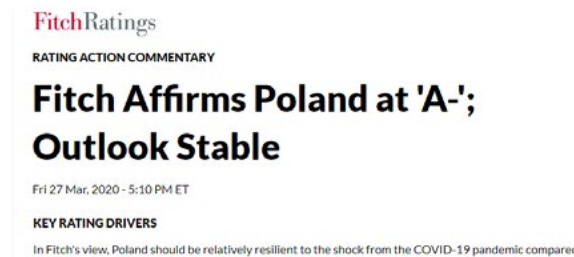 FitchRatings
RATING ACTION COMMENTARY
Fitch Affirms Poland at 'A-';
Outlook Stable
Fri 27 Mar, 2020 - 5:10 PM ET
KEY RATING DRIVERS
In Fitch's view, Poland should be relatively resilient to the shock from the COVID-19 pandemic compared